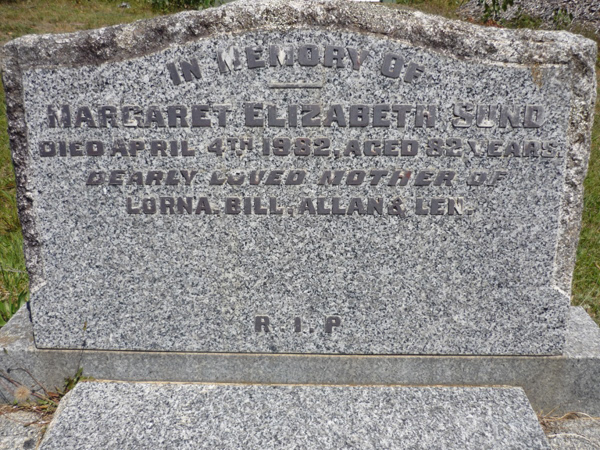 IN MEMORY OF
MARGARET ELIZABETH SUND
DIED APRIL 4TH 1982, AGED 82 YEARS.
DEARLY LOVED MOTHER OF
LORNA, BILL, ALLAN & LEN.
R.I.P